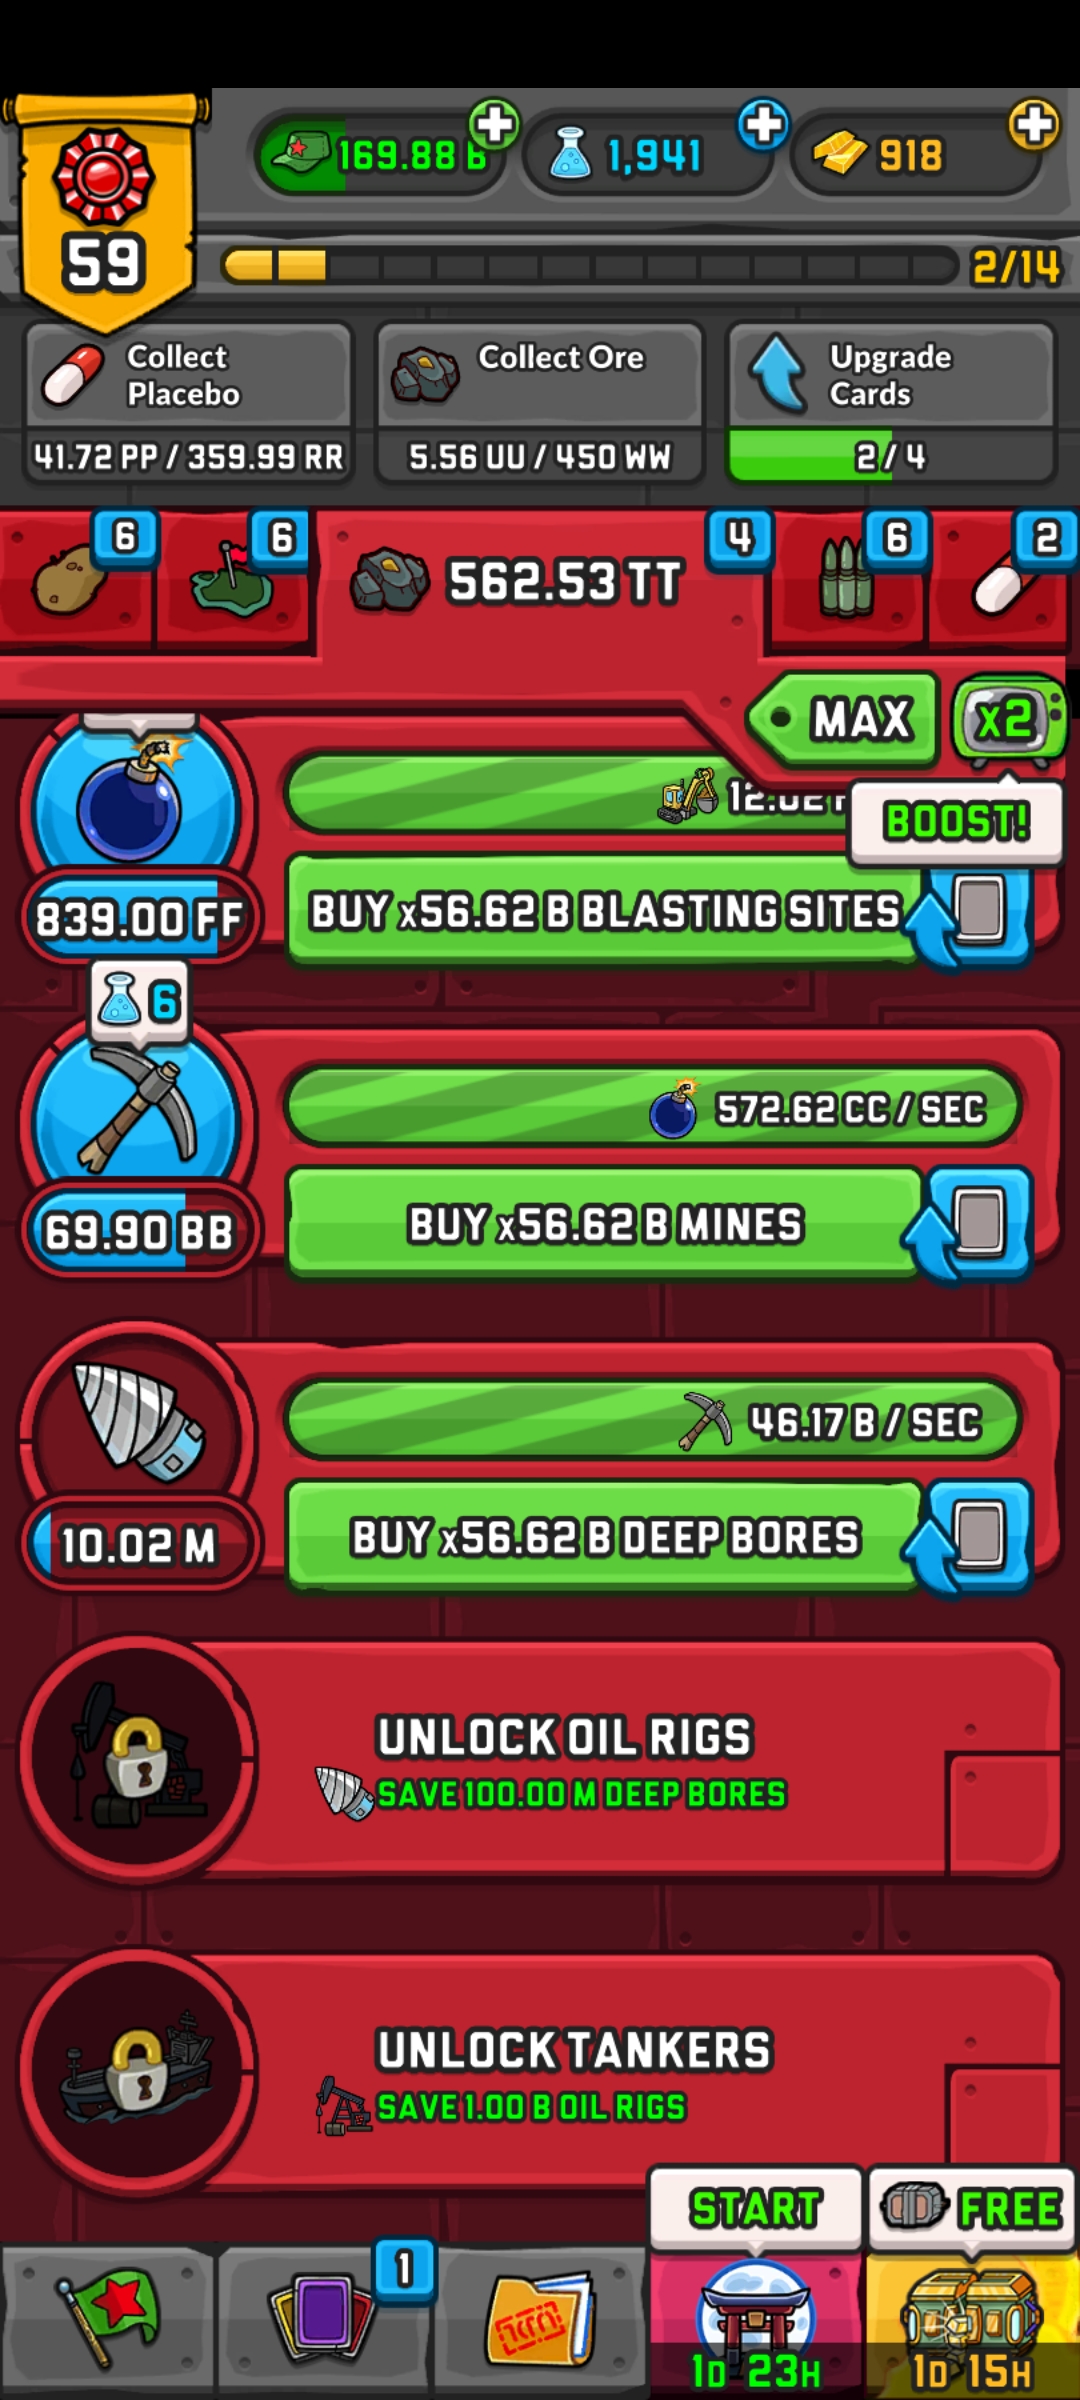 169.88 B
1,941
918
59
2/14
Collect Placebo
41.72 PP / 359.99 RR
Collect Ore
5.56 UU / 450 WW
Upgrade Cards
2 / 4
6
6
562.53 TT
4
6
2
MAX
x2
BOOST!
839.00 FF
BUY x56.62 B BLASTING SITES
6
572.62 CC / SEC
69.90 BB
BUY x56.62 B MINES
46.17 B / SEC
10.02 M
BUY x56.62 B DEEP BORES
UNLOCK OIL RIGS
SAVE 100.00 M DEEP BORES
UNLOCK TANKERS
SAVE 1.00 B OIL RIGS
START
FREE
1
1D 23H
1D 15H